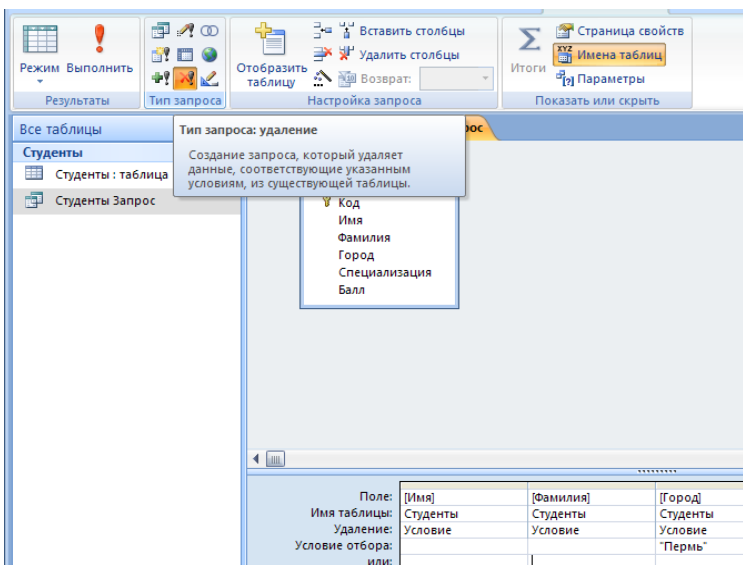 Режим Выполнить
Результаты
Тип запроса
Отобразить таблицу
Вставить столбцы
Удалить столбцы
Возврат:
Настройка запроса
Σ
Итоги
Страница свойств
XYZ Имена таблиц
[?] Параметры
Показать или скрыть
Все таблицы
Студенты
Студенты : таблица
Студенты Запрос
Тип запроса: удаление
Создание запроса, который удаляет
данные, соответствующие указанным
условиям, из существующей таблицы.
рос
Код
Имя
Фамилия
Город
Специализация
Балл
Поле: [Имя] [Фамилия] [Город]
Имя таблицы: Студенты Студенты Студенты
Удаление: Условие Условие Условие
Условие отбора: "Пермь"
или: